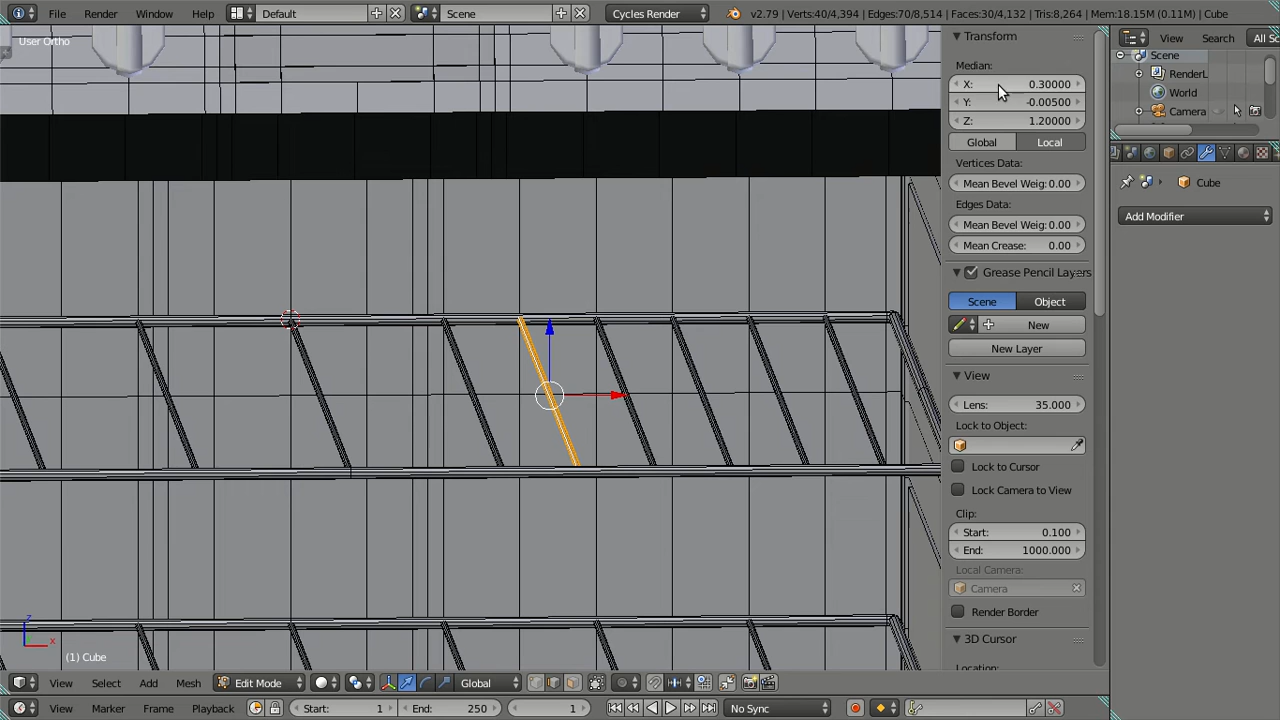 File Render Window Help Default Scene Cycles Render v2.79 | Verts:40/4,394 | Edges:70/8,514 | Faces:30/4,132 | Tris:8,264 | Mem:18.15M (0.11M) | Cube
User Ortho
Transform
View Search All Sc
Scene
Median:
RenderL
X: 0.30000
World
Y: -0.00500
Camera
Z: 1.20000
Global Local
Vertices Data:
Mean Bevel Weig: 0.00
Cube
Edges Data:
Add Modifier
Mean Bevel Weig: 0.00
Mean Crease: 0.00
Grease Pencil Layers
Scene Object
New
New Layer
View
Lens: 35.000
Lock to Object:
Lock to Cursor
Lock Camera to View
Clip:
Start: 0.100
End: 1000.000
Local Camera:
Camera
Render Border
3D Cursor
z
x
(1) Cube
Location:
View Select Add Mesh Edit Mode Global
View Marker Frame Playback Start: 1 End: 250 1 No Sync